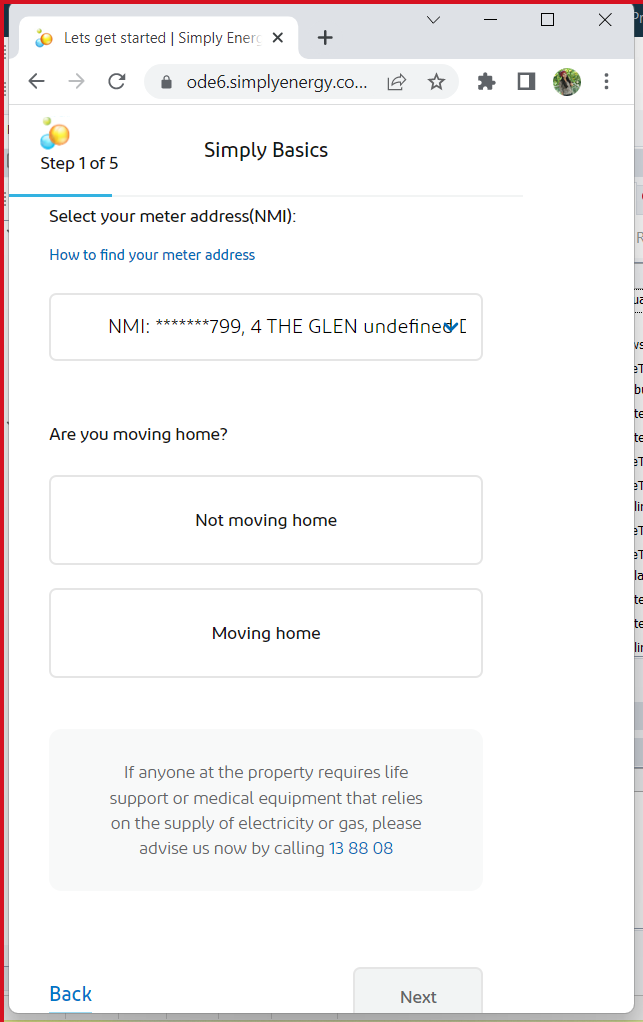 Lets get started | Simply Energ
ode6.simplyenergy.co...
Step 1 of 5
Simply Basics
Select your meter address(NMI):
How to find your meter address
NMI: *******799, 4 THE GLEN undefined D
Are you moving home?
Not moving home
Moving home
If anyone at the property requires life
support or medical equipment that relies
on the supply of electricity or gas, please
advise us now by calling 13 88 08
Back
Next